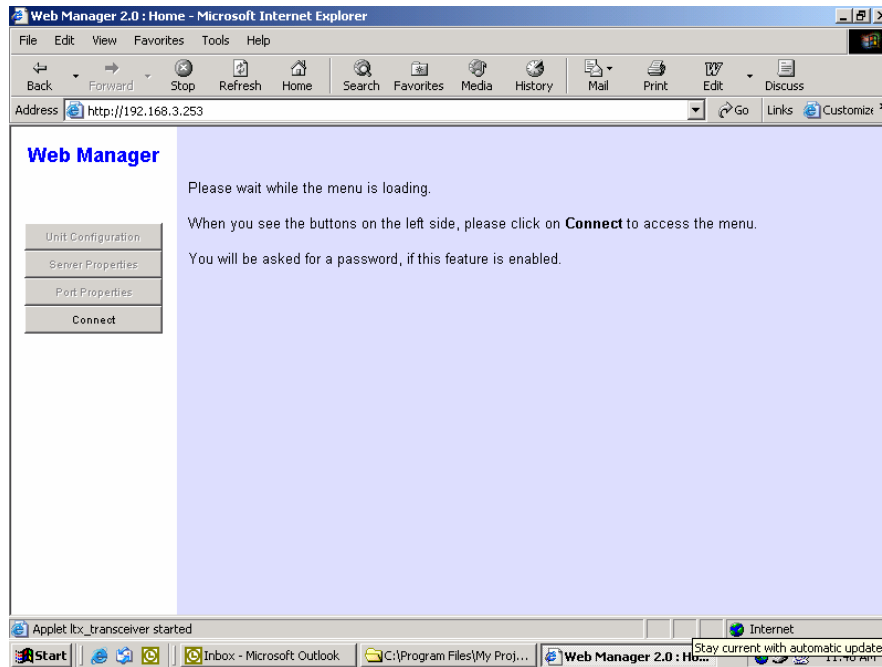 Web Manager 2.0 : Home - Microsoft Internet Explorer
File Edit View Favorites Tools Help
Back Forward Stop Refresh Home Search Favorites Media History Mail Print Edit Discuss
Address http://192.168.3.253 Go Links Customize
Web Manager
Please wait while the menu is loading.
When you see the buttons on the left side, please click on Connect to access the menu.
You will be asked for a password, if this feature is enabled.
Unit Configuration
Server Properties
Port Properties
Connect
Applet ltx_transceiver started Internet
Stay current with automatic update
Start Inbox - Microsoft Outlook C:\Program Files\My Proj... Web Manager 2.0 : Ho...